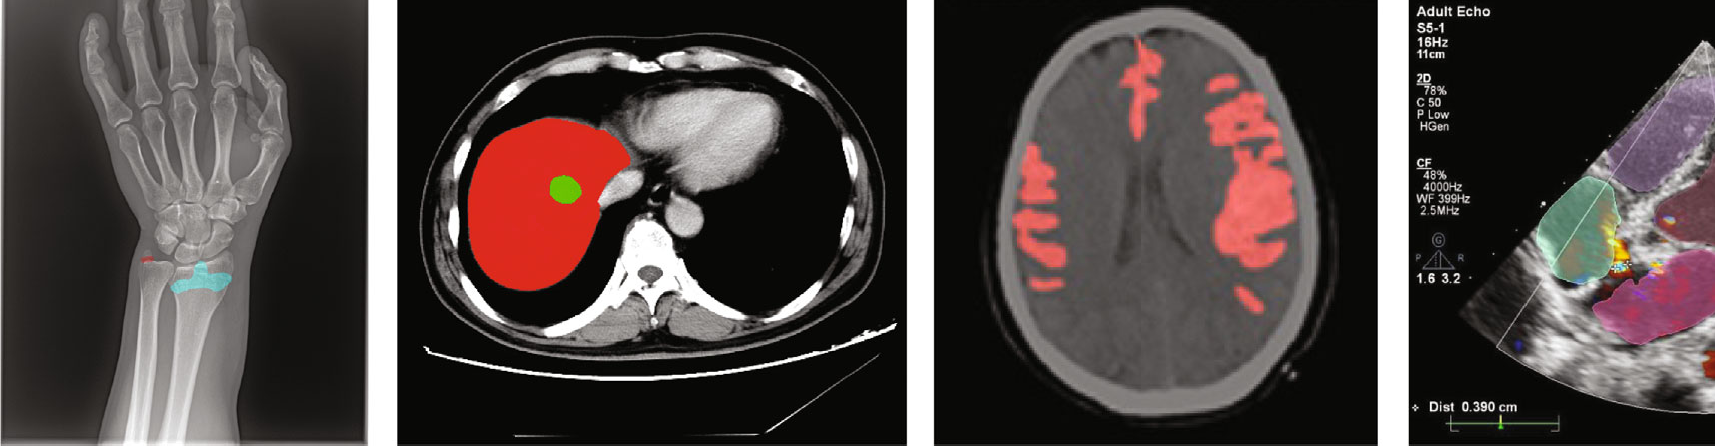 Adult Echo
S5-1
16Hz
11cm
2D
78%
C 50
P Low
HGen
CF
48%
4000Hz
WF 399Hz
2.5MHz
G
P R
1.6 3.2
Dist 0.390 cm